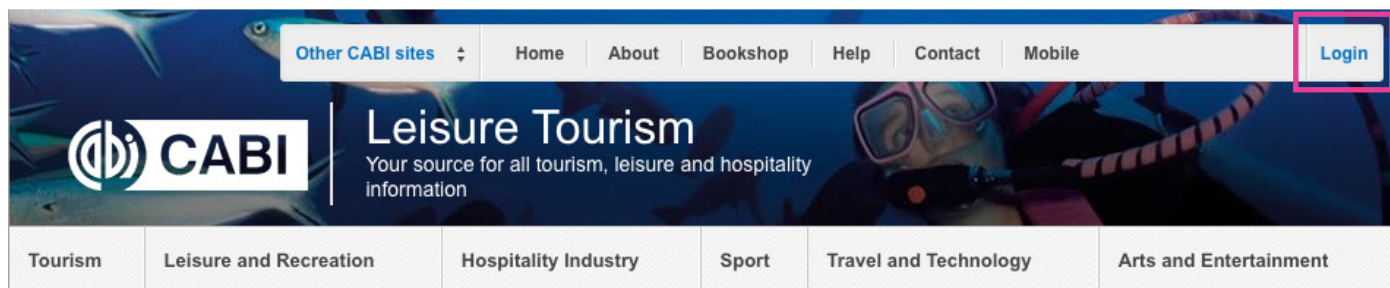 Other CABI sites Home About Bookshop Help Contact Mobile Login
CABI
Leisure Tourism
Your source for all tourism, leisure and hospitality
information
Tourism Leisure and Recreation Hospitality Industry Sport Travel and Technology Arts and Entertainment